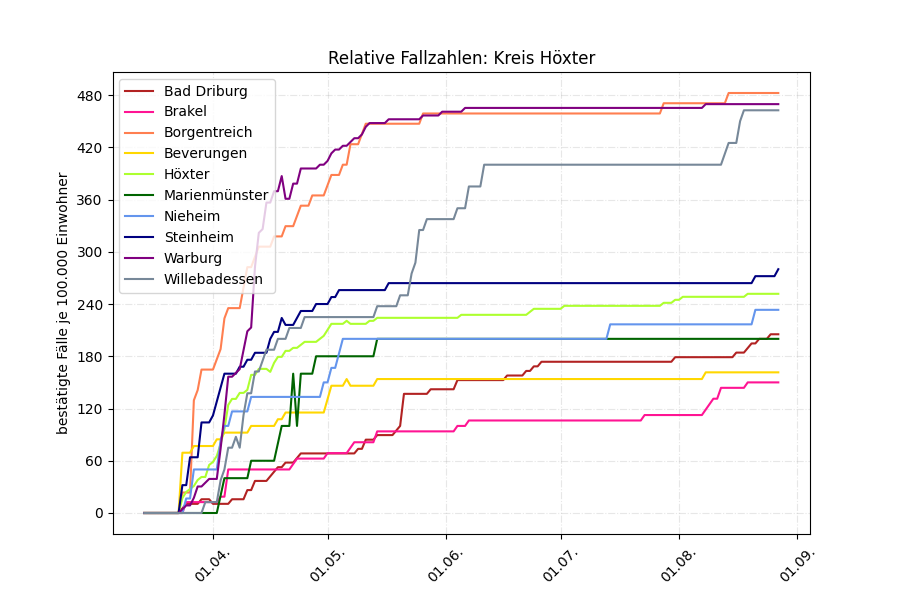 Relative Fallzahlen: Kreis Höxter
bestätigte Fälle je 100.000 Einwohner
480
420
360
300
240
180
120
60
0
Bad Driburg
Brakel
Borgentreich
Beverungen
Höxter
Marienmünster
Nieheim
Steinheim
Warburg
Willebadessen
01.04.
01.05.
01.06.
01.07.
01.08.
01.09.